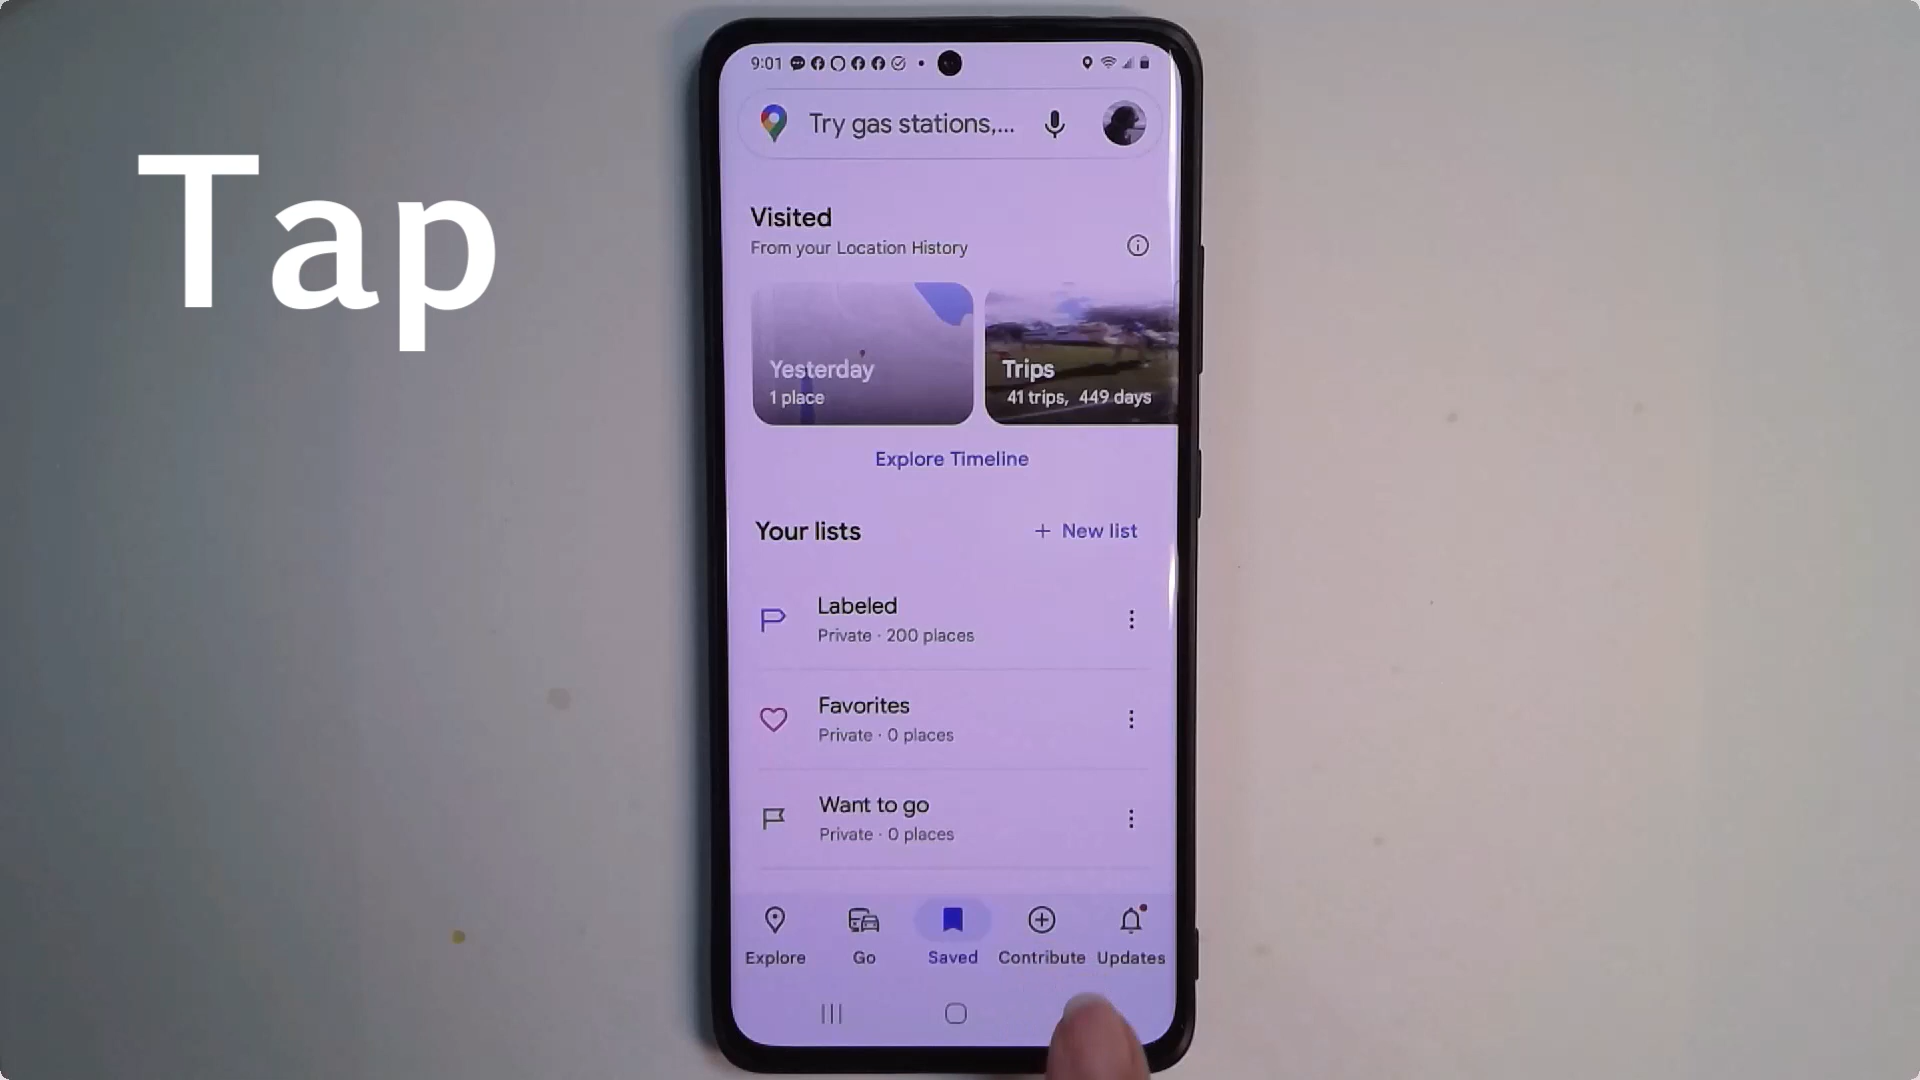 Tap
9:01
Try gas stations,...
Visited
From your Location History
Yesterday
1 place
Trips
41 trips, 449 days
Explore Timeline
Your lists
+ New list
Labeled
Private · 200 places
Favorites
Private · 0 places
Want to go
Private · 0 places
Explore
Go
Saved
Contribute
Updates